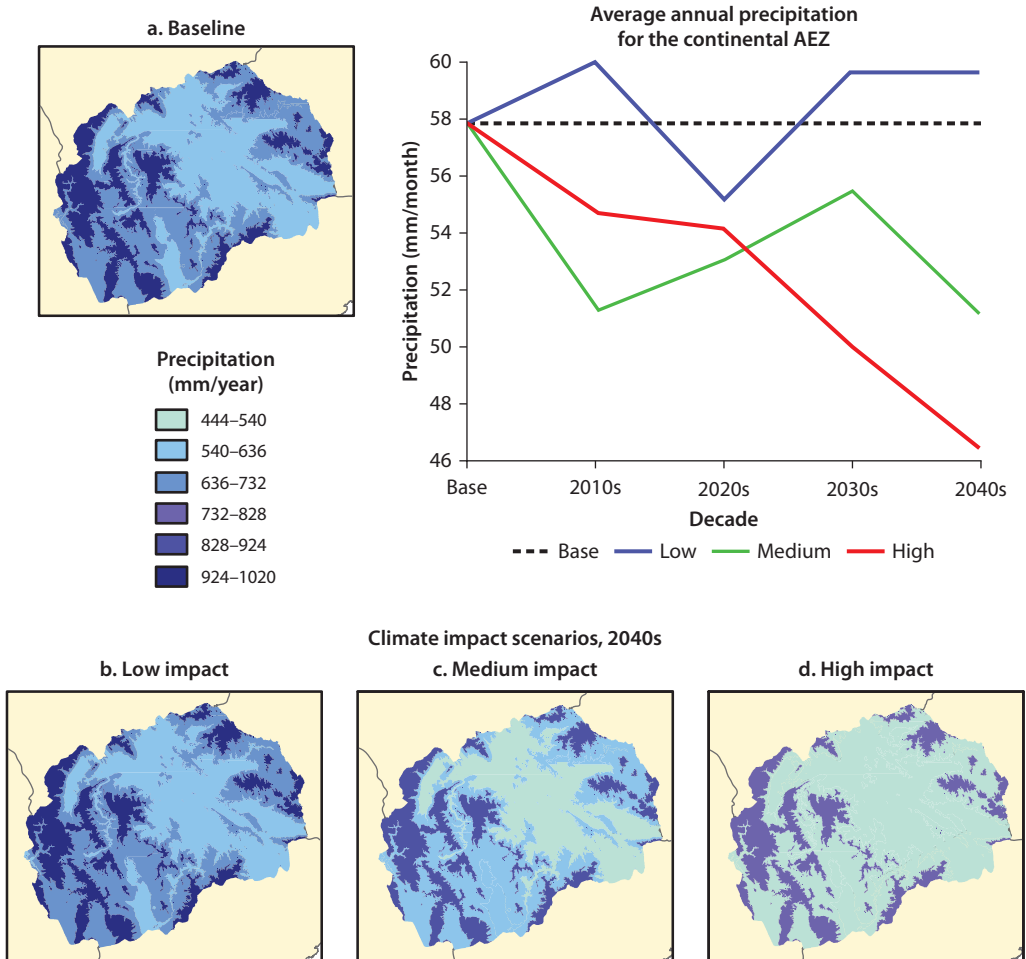 a. Baseline
Precipitation
(mm/year)
444–540
540–636
636–732
732–828
828–924
924–1020
Average annual precipitation
for the continental AEZ
Precipitation (mm/month)
60
58
56
54
52
50
48
46
Base
2010s
2020s
2030s
2040s
Decade
Base
Low
Medium
High
Climate impact scenarios, 2040s
b. Low impact
c. Medium impact
d. High impact